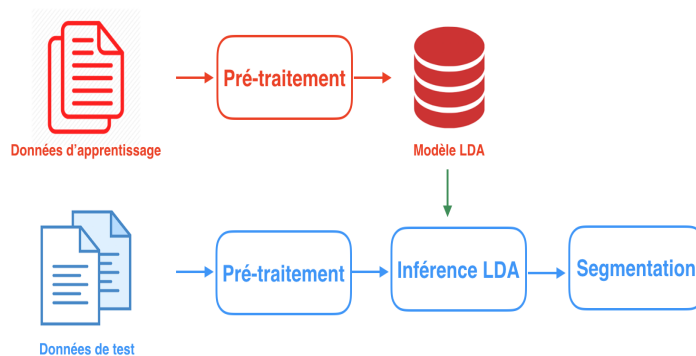 Pré-traitement
Données d'apprentissage
Modèle LDA
Pré-traitement
Inférence LDA
Segmentation
Données de test